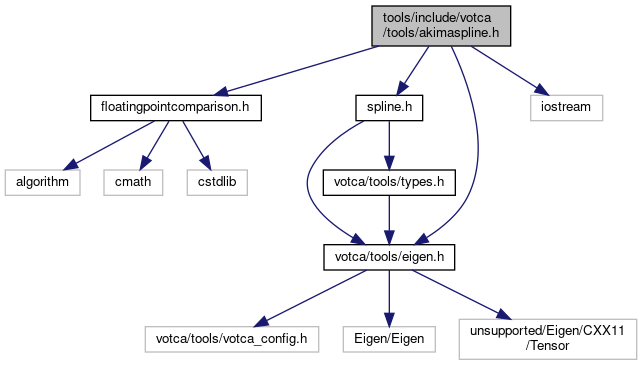 tools/include/votca
/tools/akimaspline.h
floatingpointcomparison.h
spline.h
iostream
algorithm
cmath
cstdlib
votca/tools/types.h
votca/tools/eigen.h
votca/tools/votca_config.h
Eigen/Eigen
unsupported/Eigen/CXX11
/Tensor